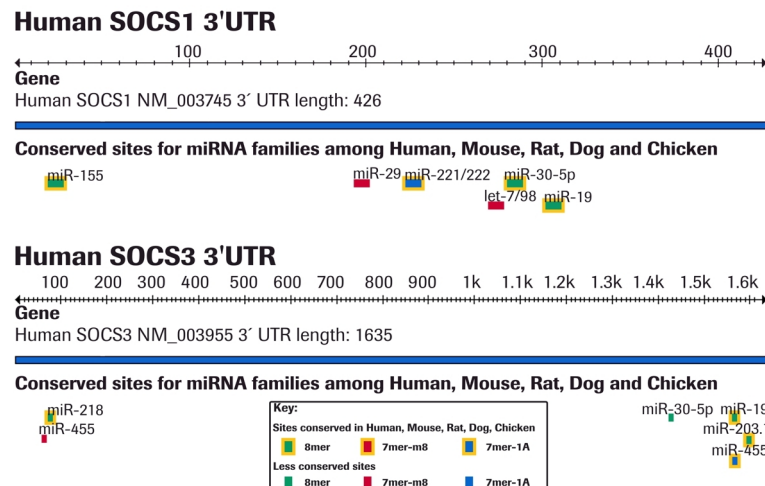 Human SOCS1 3'UTR
100 200 300 400
Gene
Human SOCS1 NM_003745 3´ UTR length: 426
Conserved sites for miRNA families among Human, Mouse, Rat, Dog and Chicken
miR-155 miR-29 miR-221/222 miR-30-5p
let-7/98 miR-19
Human SOCS3 3'UTR
100 200 300 400 500 600 700 800 900 1k 1.1k 1.2k 1.3k 1.4k 1.5k 1.6k
Gene
Human SOCS3 NM_003955 3´ UTR length: 1635
Conserved sites for miRNA families among Human, Mouse, Rat, Dog and Chicken
miR-218 miR-30-5p miR-19
miR-455 miR-203.
miR-455
Key:
Sites conserved in Human, Mouse, Rat, Dog, Chicken
8mer 7mer-m8 7mer-1A
Less conserved sites
8mer 7mer-m8 7mer-1A